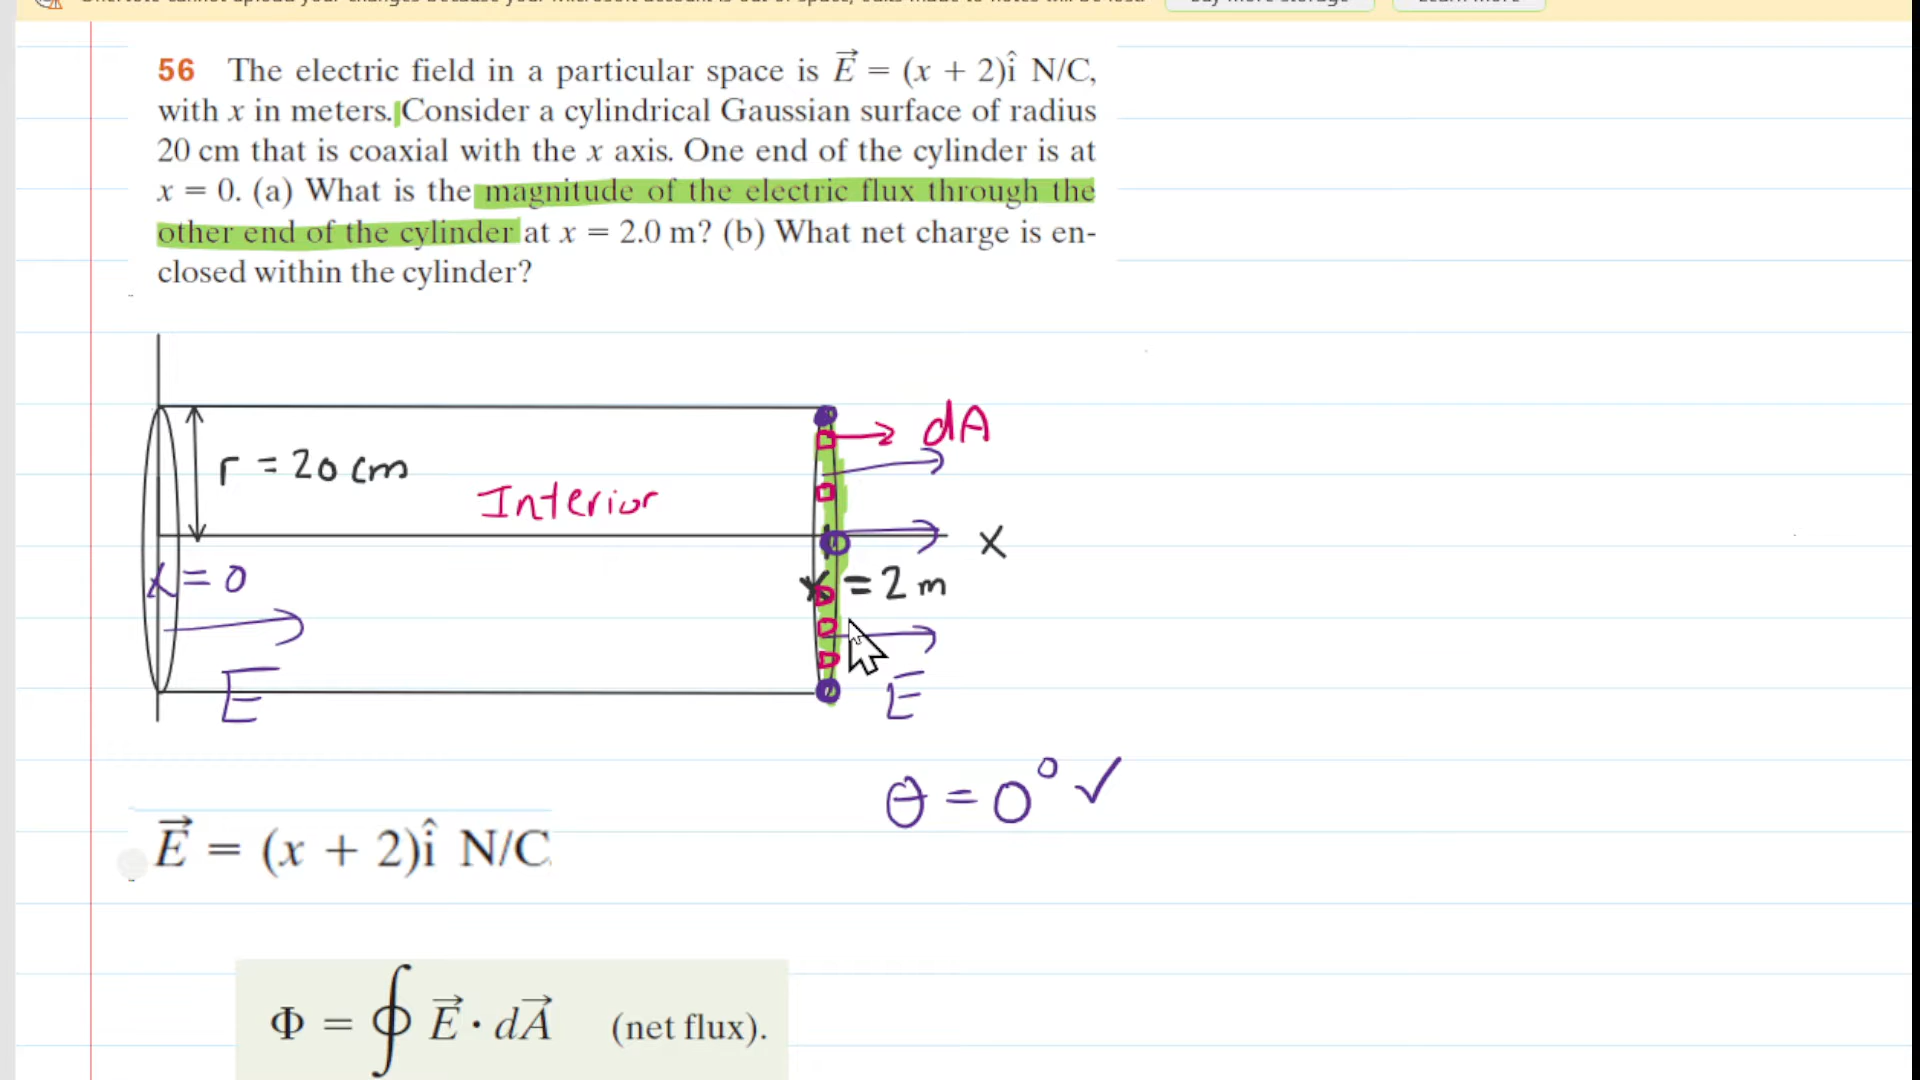 56 The electric field in a particular space is E⃗ = (x + 2)î N/C,
with x in meters. Consider a cylindrical Gaussian surface of radius
20 cm that is coaxial with the x axis. One end of the cylinder is at
x = 0. (a) What is the magnitude of the electric flux through the
other end of the cylinder at x = 2.0 m? (b) What net charge is en-
closed within the cylinder?
dA
r = 20 cm
Interior
x
x = 0
x = 2 m
E
E
θ = 0° ✓
E⃗ = (x + 2)î N/C
Φ = ∮ E⃗ · dA⃗ (net flux).